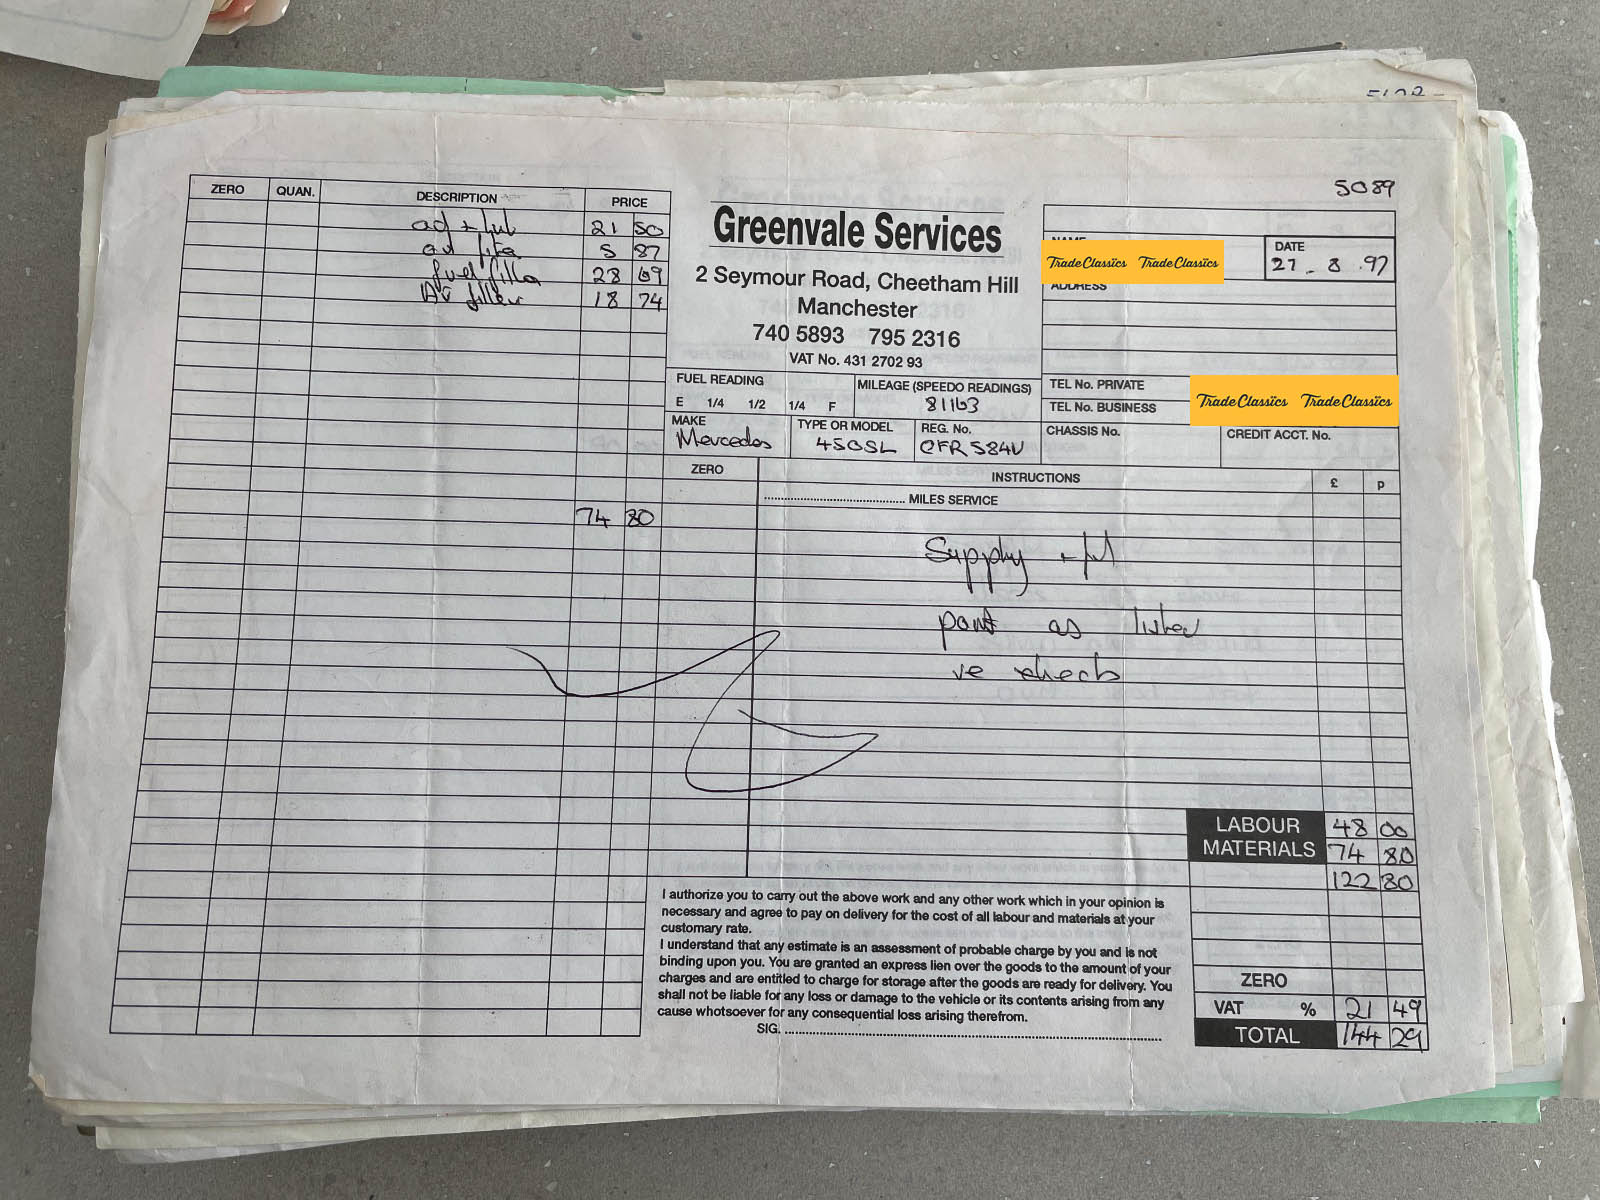 5089
ZERO QUAN. DESCRIPTION PRICE
21 50
5 87
fuel 28 69
filter 18 74
74 80
Greenvale Services
2 Seymour Road, Cheetham Hill
Manchester
740 5893 795 2316
VAT No. 431 2702 93
NAME
TradeClassics TradeClassics
DATE
27 - 8 . 97
ADDRESS
FUEL READING
E 1/4 1/2 1/4 F
MILEAGE (SPEEDO READINGS)
81163
TEL No. PRIVATE
TEL No. BUSINESS
TradeClassics TradeClassics
MAKE
Mercedes
TYPE OR MODEL
450SL
REG. No.
CFR 584V
CHASSIS No.
CREDIT ACCT. No.
ZERO INSTRUCTIONS £ p
MILES SERVICE
Supply +
as listed
LABOUR 48 00
MATERIALS 74 80
122 80
ZERO
VAT % 21 49
TOTAL 144 29
I authorize you to carry out the above work and any other work which in your opinion is
necessary and agree to pay on delivery for the cost of all labour and materials at your
customary rate.
I understand that any estimate is an assessment of probable charge by you and is not
binding upon you. You are granted an express lien over the goods to the amount of your
charges and are entitled to charge for storage after the goods are ready for delivery. You
shall not be liable for any loss or damage to the vehicle or its contents arising from any
cause whotsoever for any consequential loss arising therefrom.
SIG.